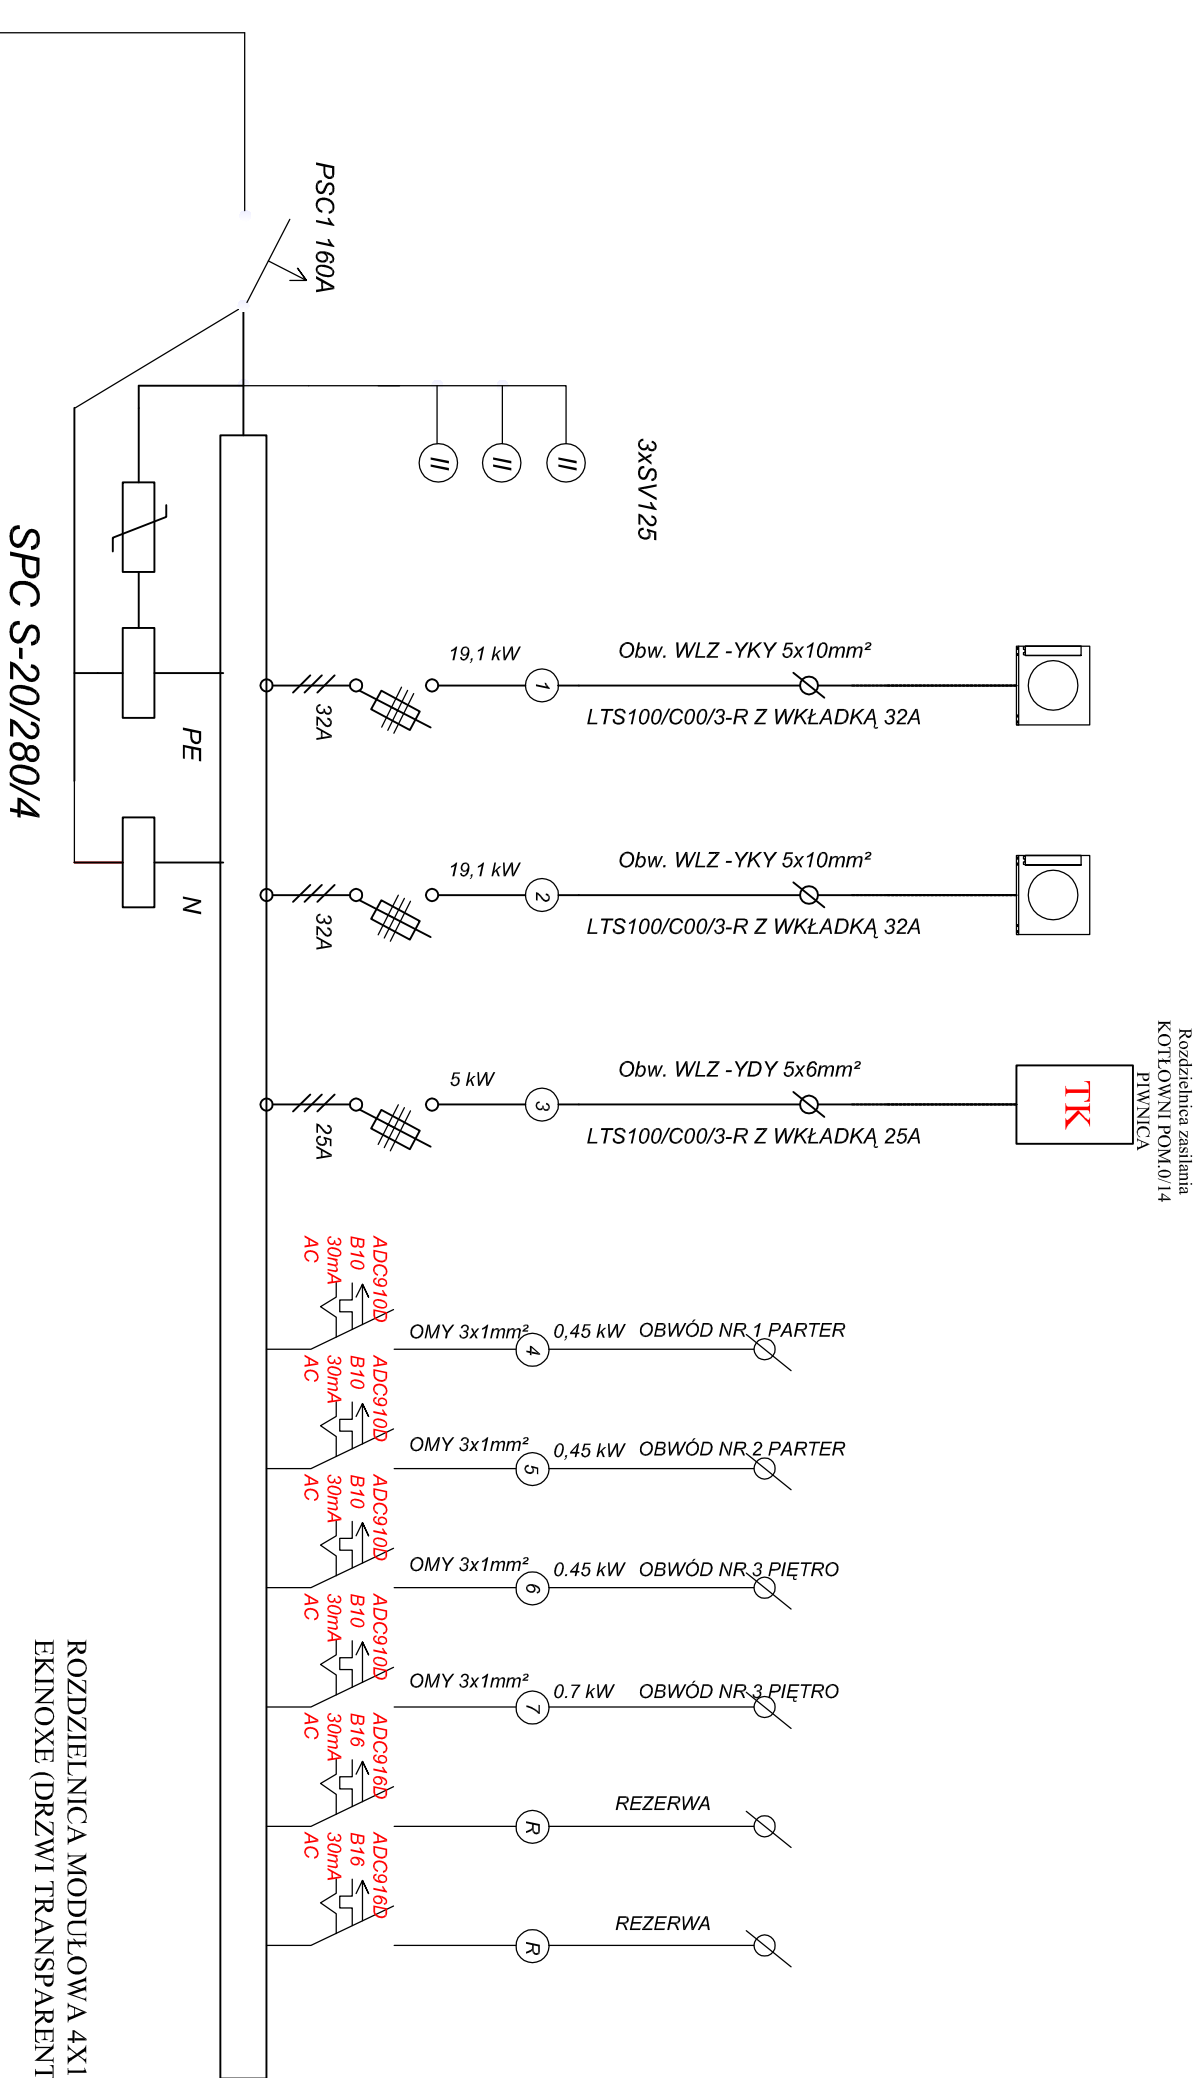 PSC1 160A
3xSV125
SPC S-20/280/4
PE
N
19,1 kW
1
Obw. WLZ -YKY 5x10mm²
LTS100/C00/3-R Z WKŁADKĄ 32A
32A
19,1 kW
2
Obw. WLZ -YKY 5x10mm²
LTS100/C00/3-R Z WKŁADKĄ 32A
32A
Rozdzielnica zasilania
KOTŁOWNI POM.0/14
PIWNICA
TK
5 kW
3
Obw. WLZ -YDY 5x6mm²
LTS100/C00/3-R Z WKŁADKĄ 25A
25A
ADC910D
B10
30mA
AC
OMY 3x1mm²
4
0,45 kW
OBWÓD NR 1 PARTER
ADC910D
B10
30mA
AC
OMY 3x1mm²
5
0,45 kW
OBWÓD NR 2 PARTER
ADC910D
B10
30mA
AC
OMY 3x1mm²
6
0.45 kW
OBWÓD NR 3 PIĘTRO
ADC910D
B10
30mA
AC
OMY 3x1mm²
7
0.7 kW
OBWÓD NR 3 PIĘTRO
ADC916D
B16
30mA
AC
R
REZERWA
ADC916D
B16
30mA
AC
R
REZERWA
ROZDZIELNICA MODUŁOWA 4X1
EKINOXE (DRZWI TRANSPARENT